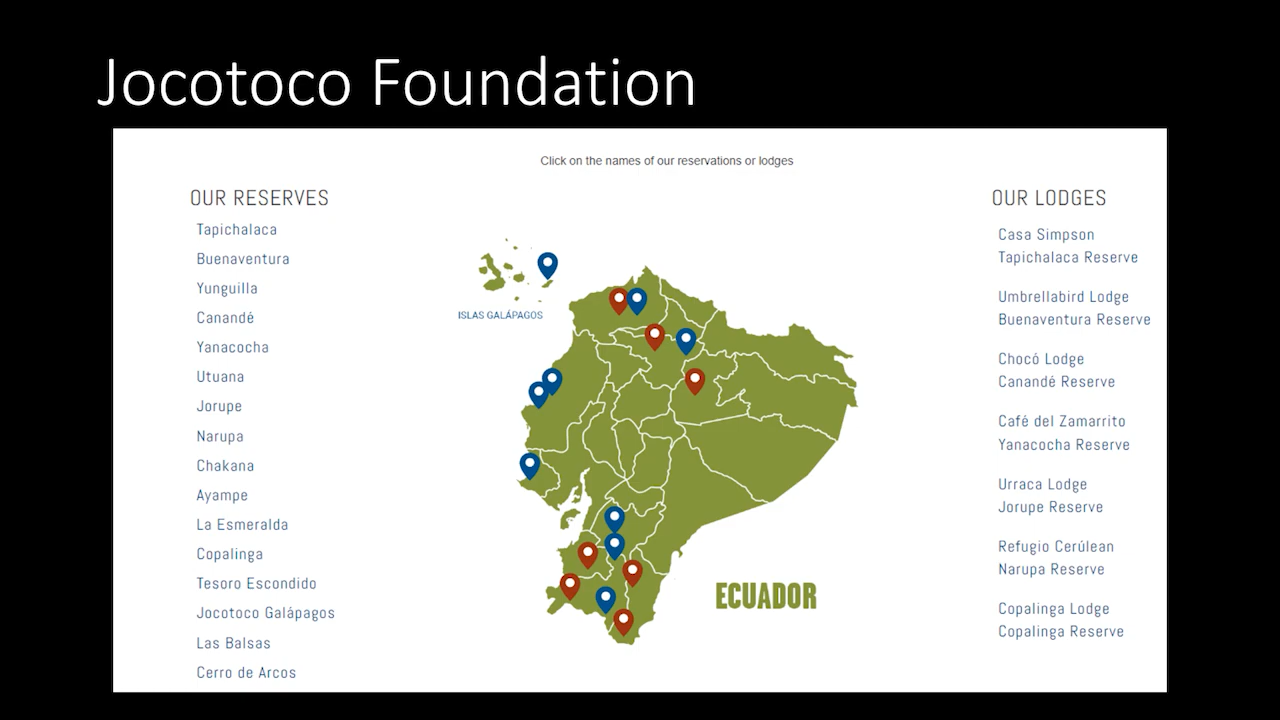 Jocotoco Foundation
Click on the names of our reservations or lodges
OUR RESERVES
Tapichalaca
Buenaventura
Yunguilla
Canandé
Yanacocha
Utuana
Jorupe
Narupa
Chakana
Ayampe
La Esmeralda
Copalinga
Tesoro Escondido
Jocotoco Galápagos
Las Balsas
Cerro de Arcos
ISLAS GALÁPAGOS
ECUADOR
OUR LODGES
Casa Simpson
Tapichalaca Reserve
Umbrellabird Lodge
Buenaventura Reserve
Chocó Lodge
Canandé Reserve
Café del Zamarrito
Yanacocha Reserve
Urraca Lodge
Jorupe Reserve
Refugio Cerúlean
Narupa Reserve
Copalinga Lodge
Copalinga Reserve